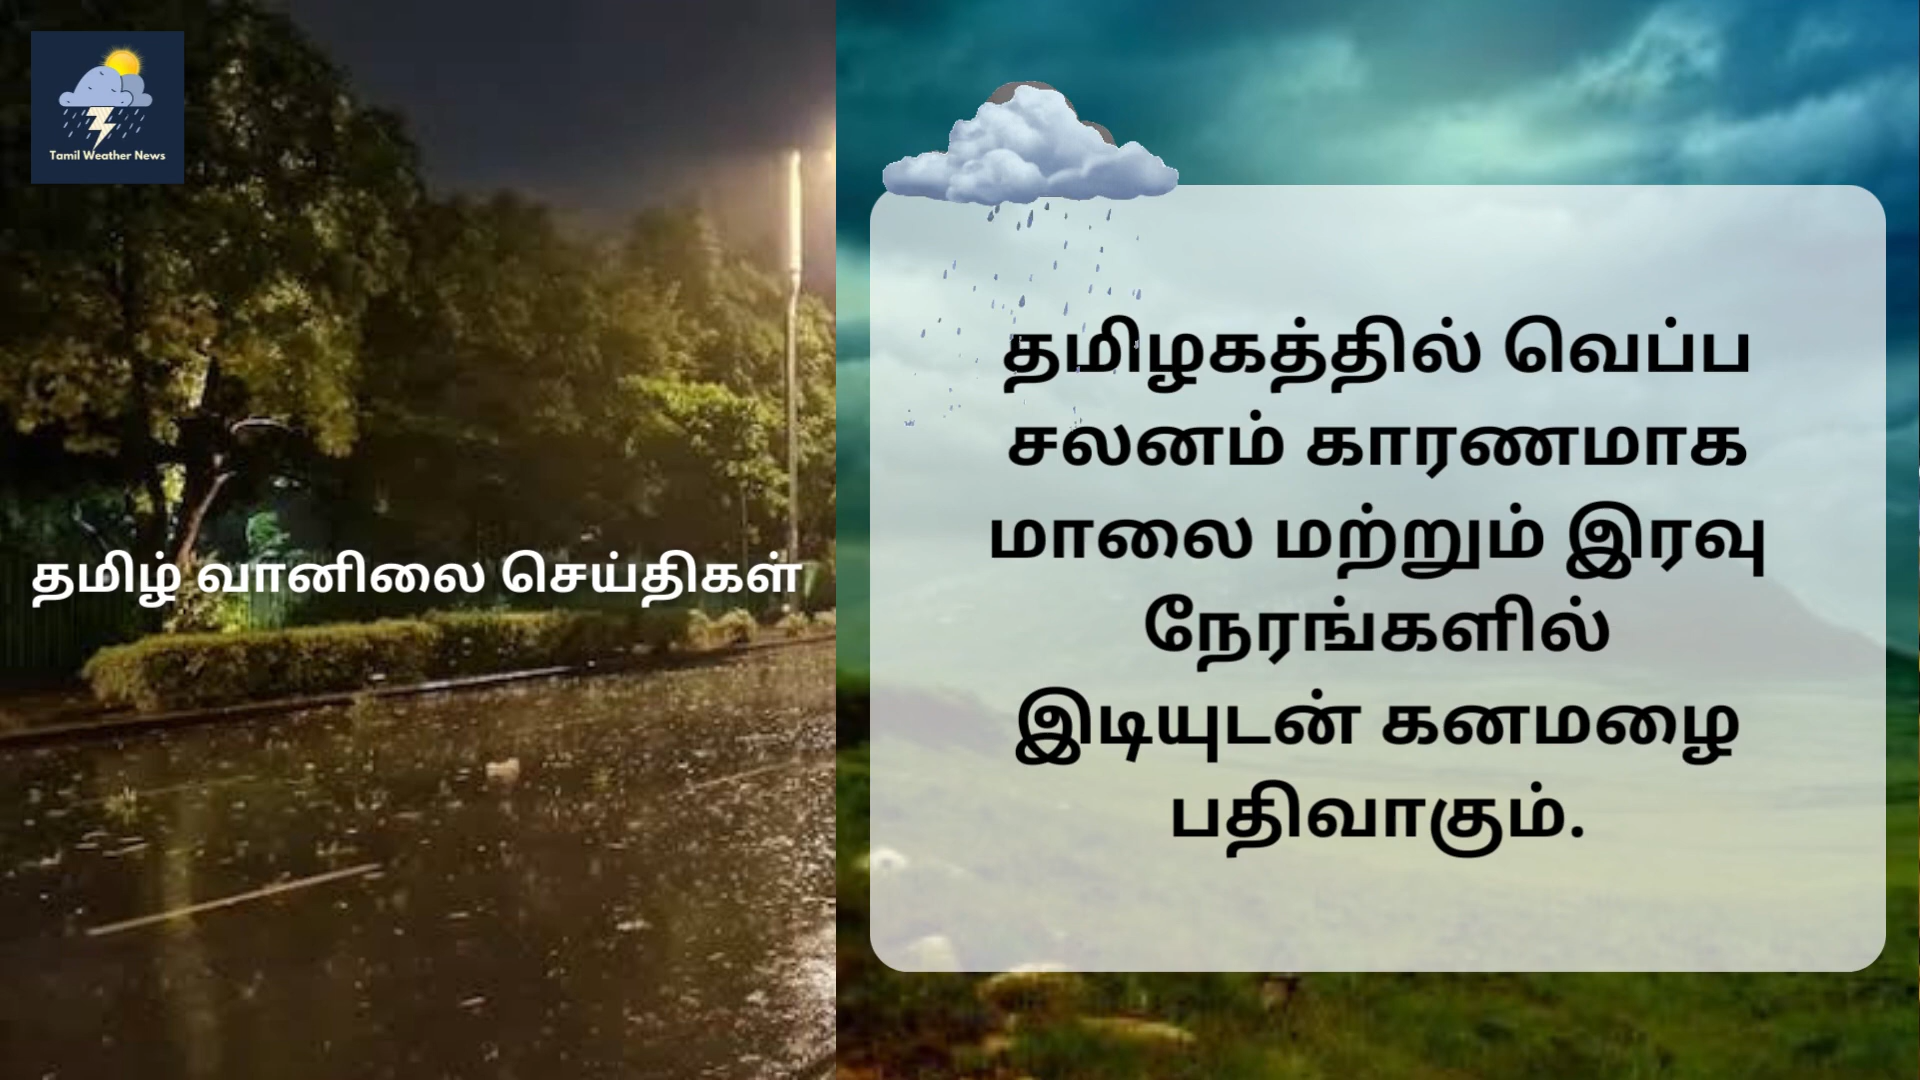 Tamil Weather News
தமிழ் வானிலை செய்திகள்
தமிழகத்தில் வெப்ப
சலனம் காரணமாக
மாலை மற்றும் இரவு
நேரங்களில்
இடியுடன் கனமழை
பதிவாகும்.